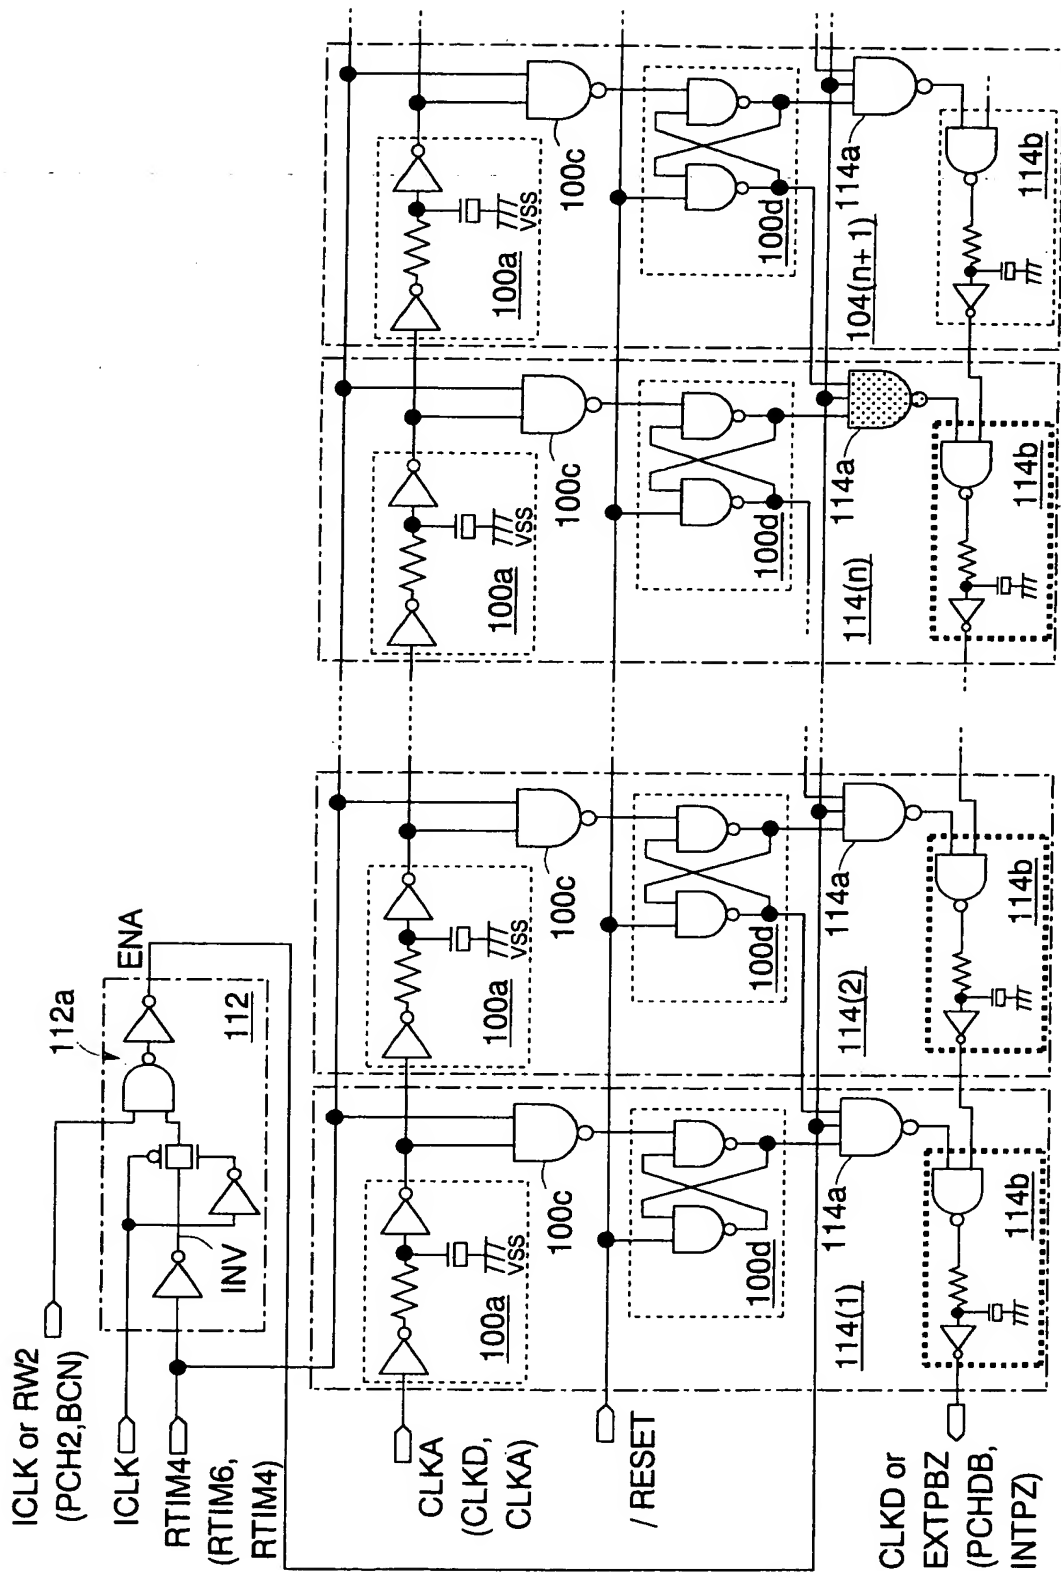 ICLK or RW2
(PCH2,BCN)
ICLK
RTIM4
(RTIM6,
RTIM4)
112a
ENA
INV
112
CLKA
(CLKD,
CLKA)
/ RESET
CLKD or
EXTPBZ
(PCHDB,
INTPZ)
100a
VSS
100c
100d
114a
114(1)
114b
100a
VSS
100c
100d
114a
114(2)
114b
100a
VSS
100c
100d
114a
114(n)
114b
100a
VSS
100c
100d
114a
104(n+1)
114b